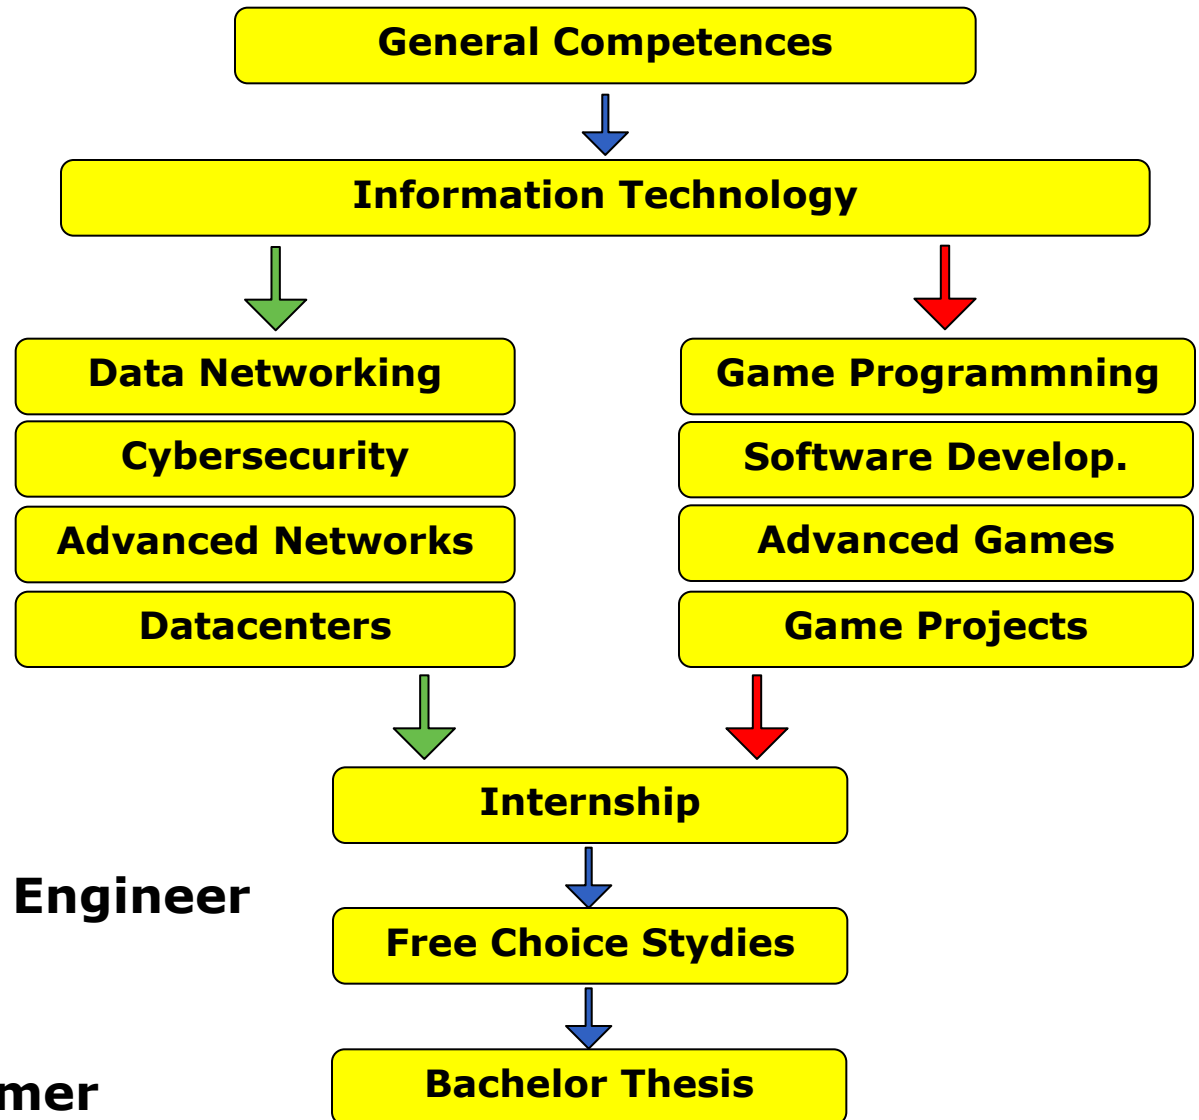 General Competences
Information Technology
Data Networking
Game Programmning
Cybersecurity
Software Develop.
Advanced Networks
Advanced Games
Datacenters
Game Projects
Internship
Engineer
Free Choice Stydies
Bachelor Thesis
mer